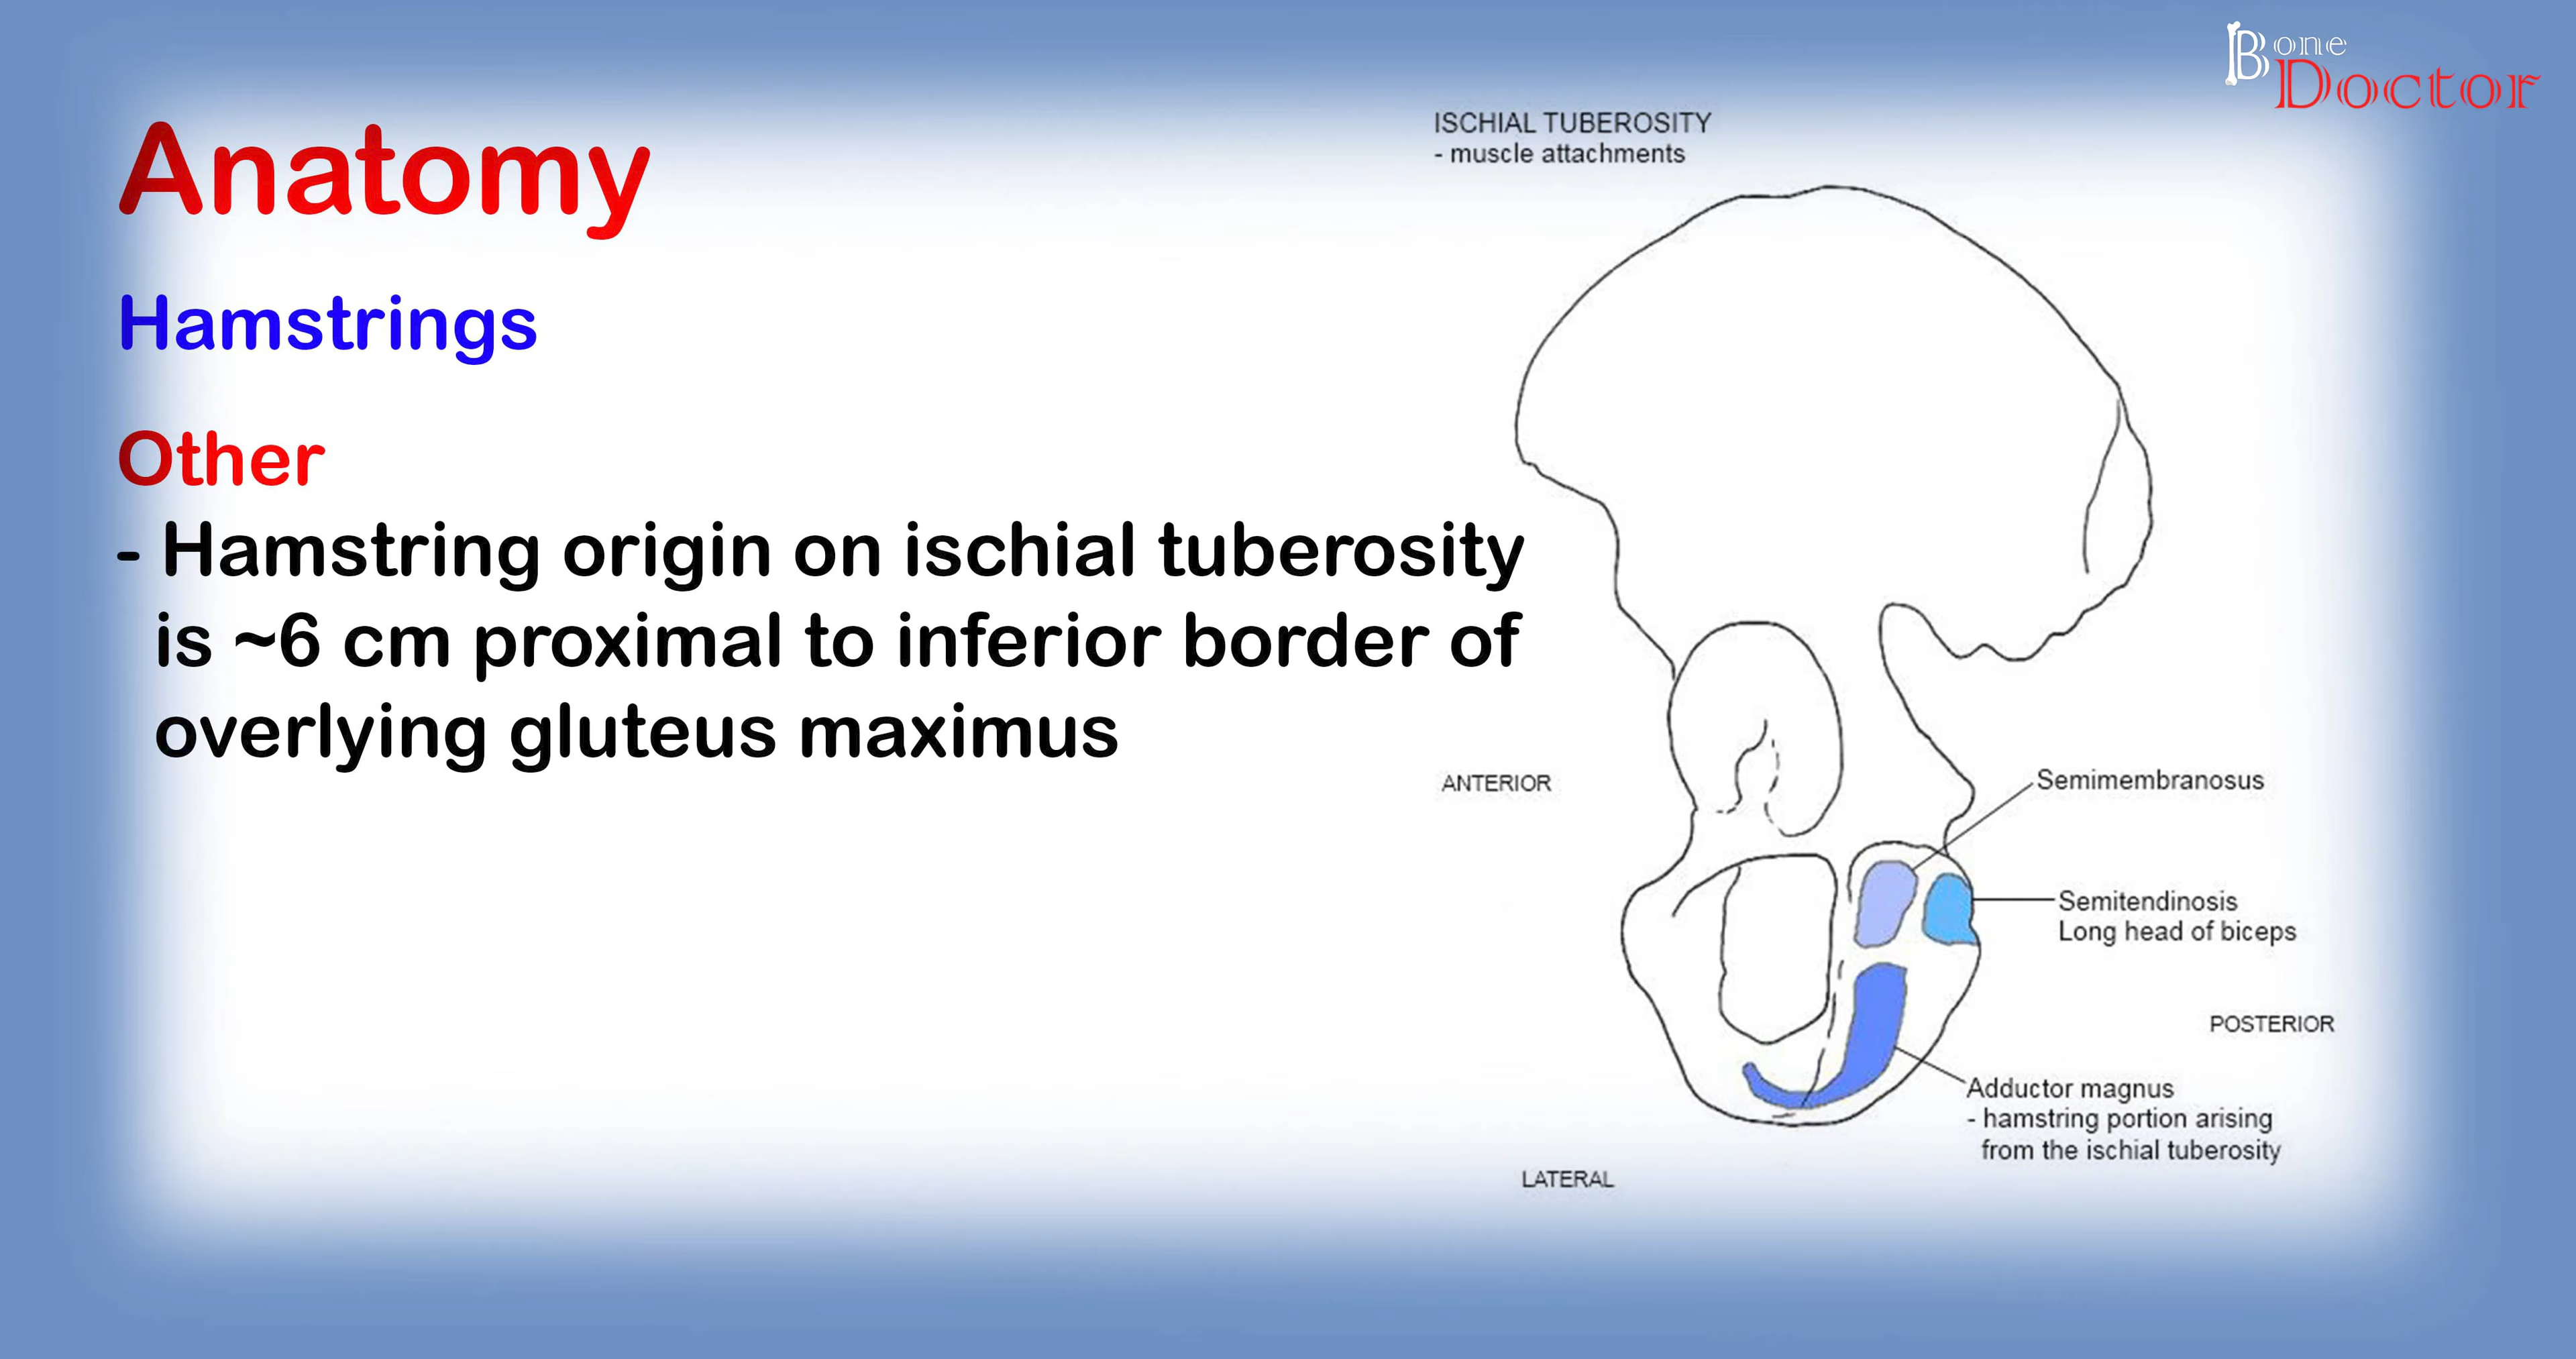 Bone
Doctor
Anatomy
Hamstrings
Other
- Hamstring origin on ischial tuberosity
is ~6 cm proximal to inferior border of
overlying gluteus maximus
ISCHIAL TUBEROSITY
- muscle attachments
ANTERIOR
Semimembranosus
Semitendinosis
Long head of biceps
POSTERIOR
Adductor magnus
- hamstring portion arising
from the ischial tuberosity
LATERAL